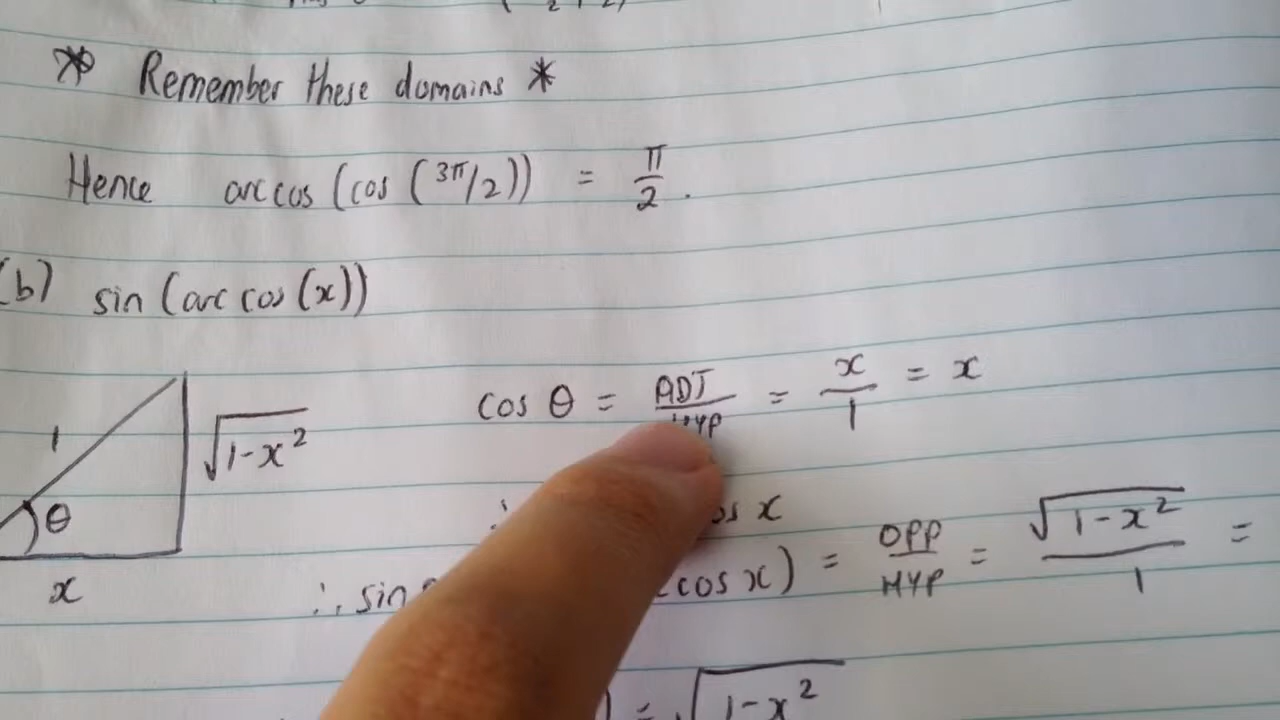 * Remember these domains *
Hence arccos (cos (3π/2)) = π/2 .
(b) sin (arc cos (x))
1 √(1-x²) θ x
cos θ = ADJ/HYP = x/1 = x
∴ x
∴ sin cos x) = OPP/HYP = √(1-x²)/1 =
) = √(1-x²)